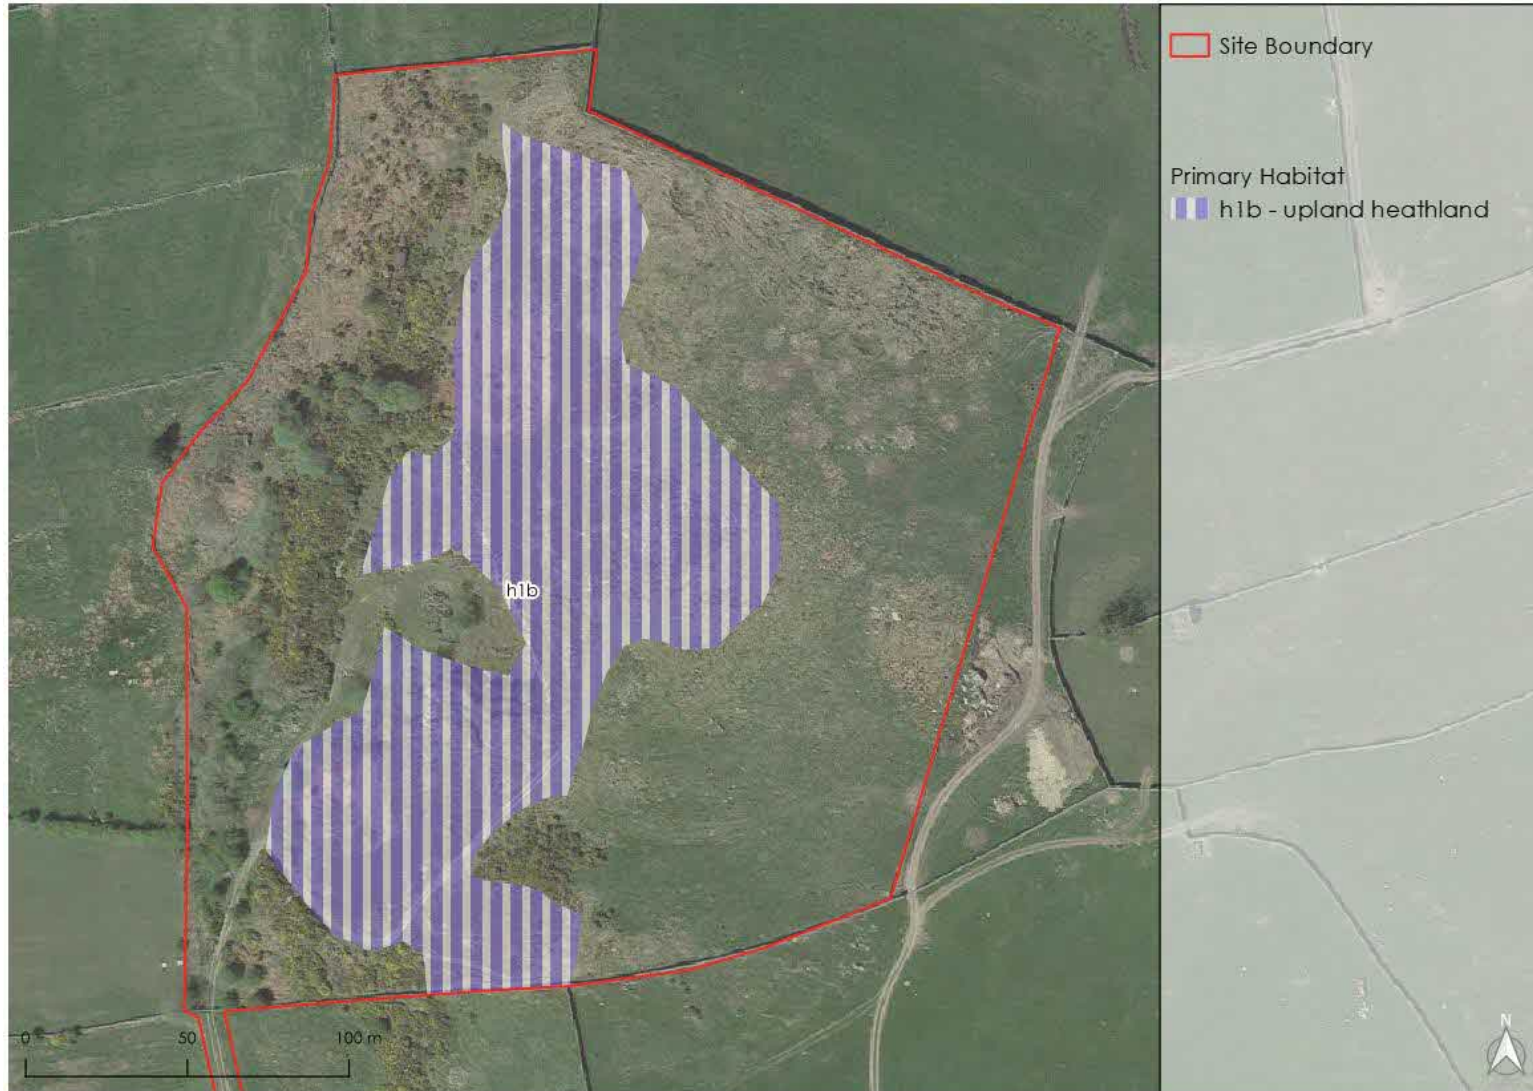 Site Boundary
Primary Habitat
h1b - upland heathland
h1b
0 50 100 m
N